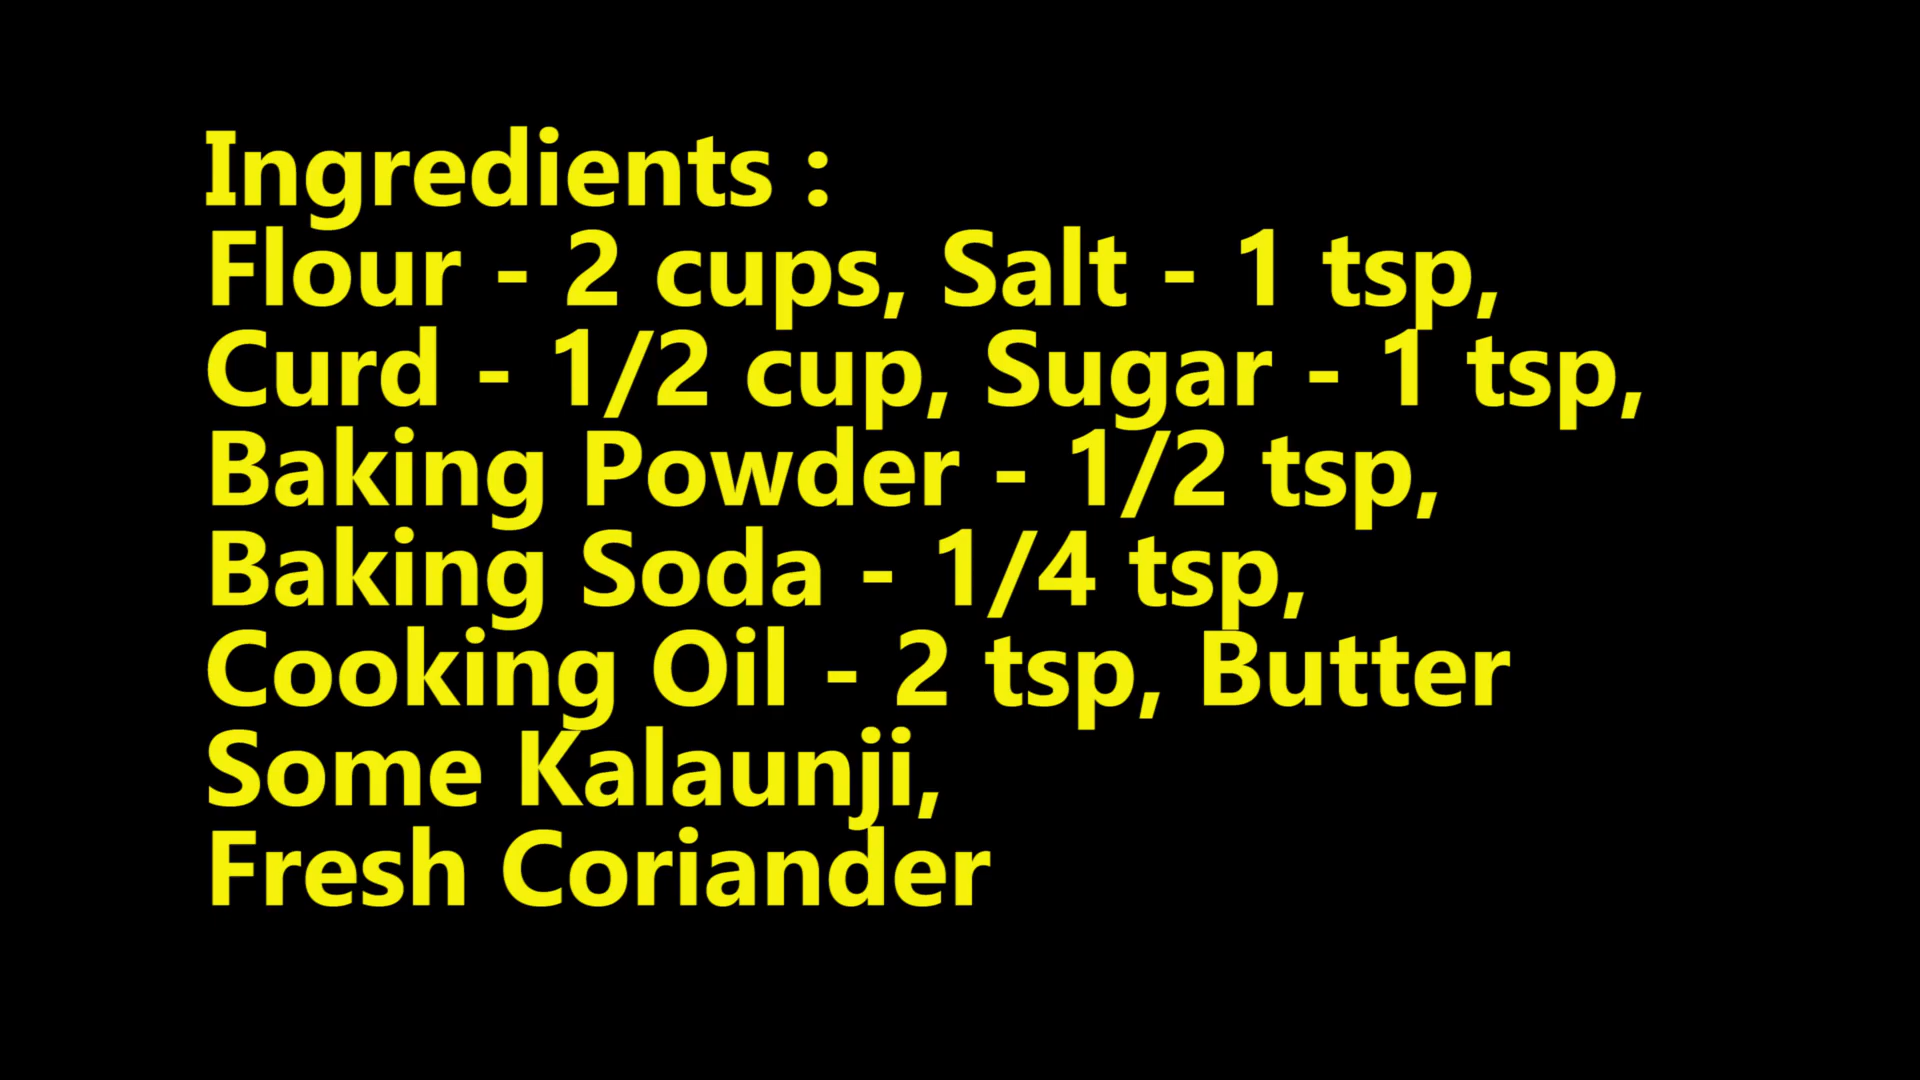 Ingredients :
Flour - 2 cups, Salt - 1 tsp,
Curd - 1/2 cup, Sugar - 1 tsp,
Baking Powder - 1/2 tsp,
Baking Soda - 1/4 tsp,
Cooking Oil - 2 tsp, Butter
Some Kalaunji,
Fresh Coriander